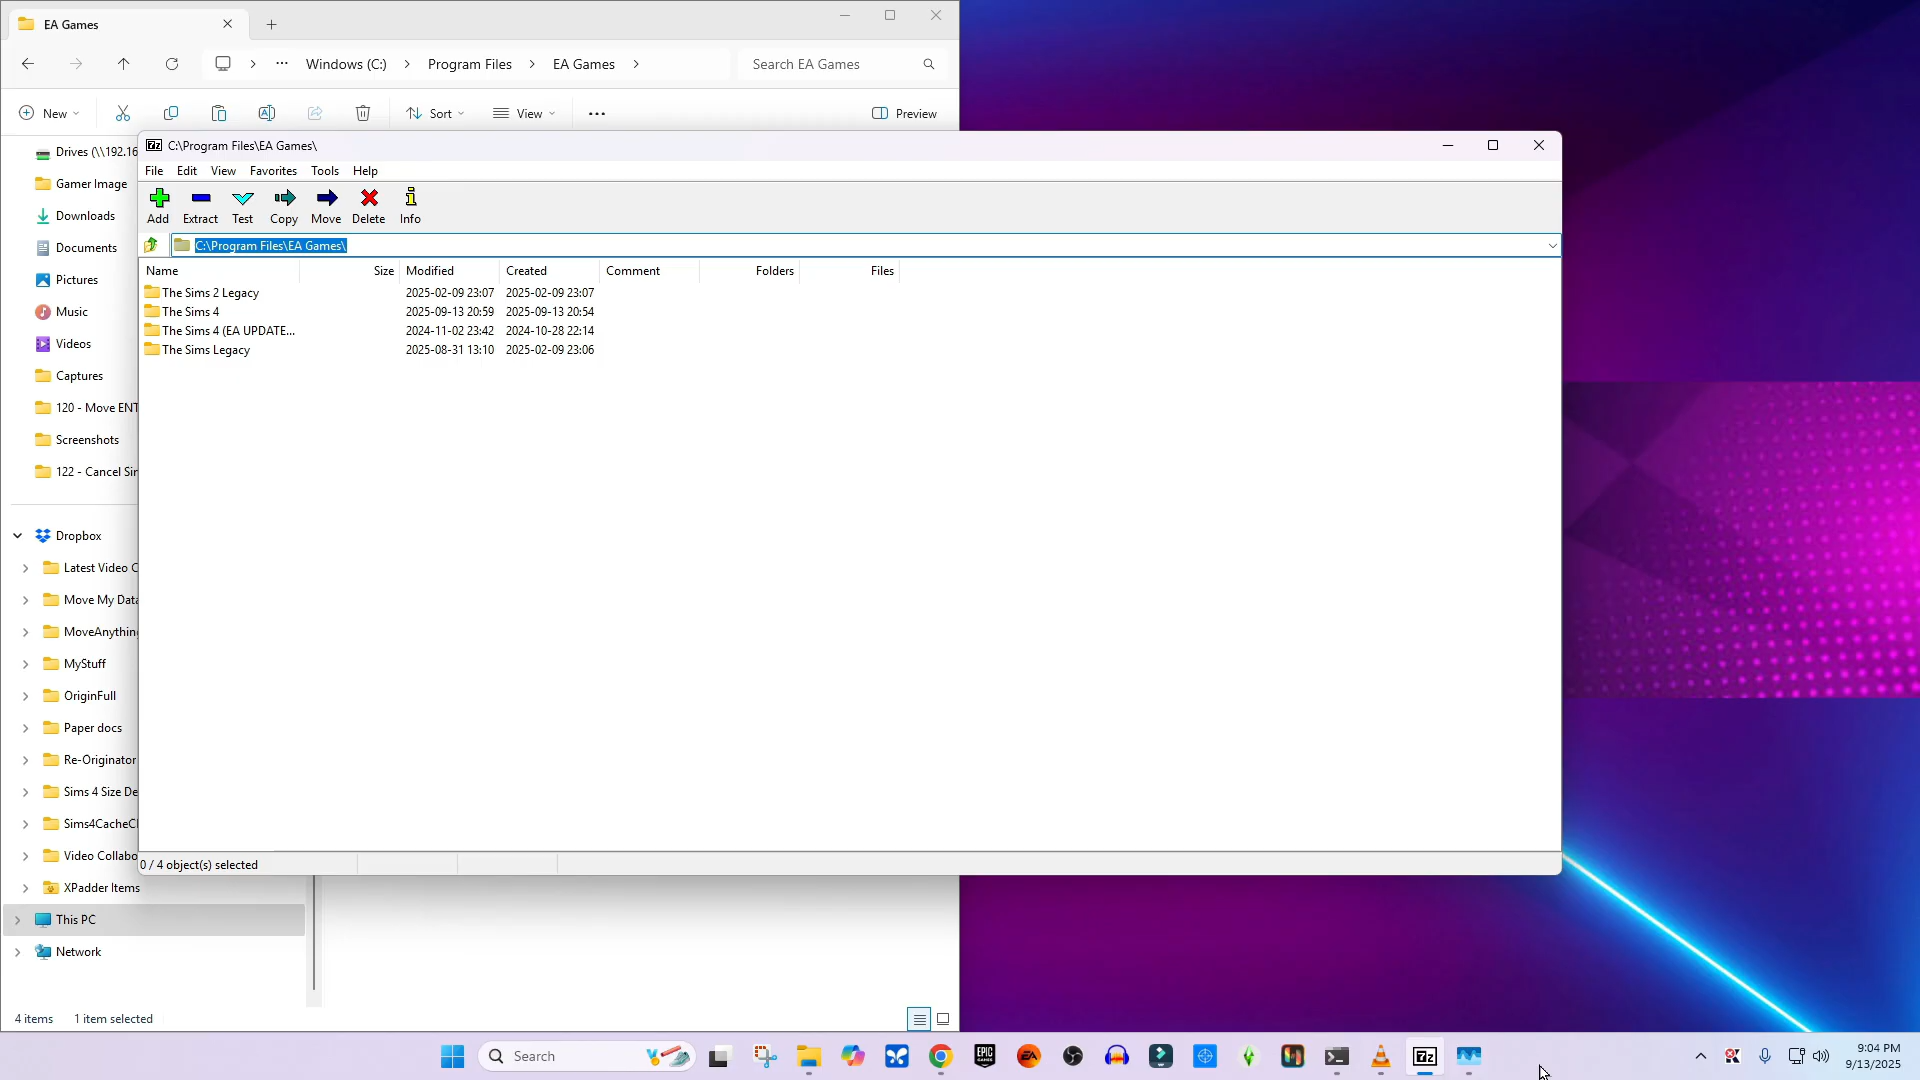 EA Games
Windows (C:) Program Files EA Games
Search EA Games
New
Sort
View
Preview
Drives (\\192.16
Gamer Image
Downloads
Documents
Pictures
Music
Videos
Captures
120 - Move ENT
Screenshots
122 - Cancel Sir
Dropbox
Latest Video C
Move My Data
MoveAnything
MyStuff
OriginFull
Paper docs
Re-Originator
Sims 4 Size De
Sims4CacheCl
Video Collabo
XPadder Items
This PC
Network
4 items 1 item selected
7z C:\Program Files\EA Games\
File Edit View Favorites Tools Help
Add Extract Test Copy Move Delete Info
C:\Program Files\EA Games\
Name Size Modified Created Comment Folders Files
The Sims 2 Legacy 2025-02-09 23:07 2025-02-09 23:07
The Sims 4 2025-09-13 20:59 2025-09-13 20:54
The Sims 4 (EA UPDATE... 2024-11-02 23:42 2024-10-28 22:14
The Sims Legacy 2025-08-31 13:10 2025-02-09 23:06
0 / 4 object(s) selected
Search
EPIC GAMES
EA
7z
9:04 PM
9/13/2025